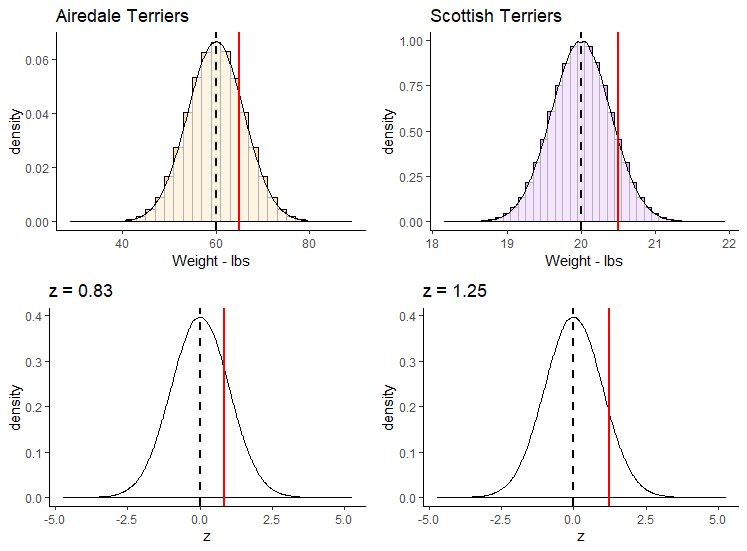 Airedale Terriers
density
0.06
0.04
0.02
0.00
40 60 80
Weight - lbs
Scottish Terriers
density
1.00
0.75
0.50
0.25
0.00
18 19 20 21 22
Weight - lbs
z = 0.83
density
0.4
0.3
0.2
0.1
0.0
-5.0 -2.5 0.0 2.5 5.0
z
z = 1.25
density
0.4
0.3
0.2
0.1
0.0
-5.0 -2.5 0.0 2.5 5.0
z